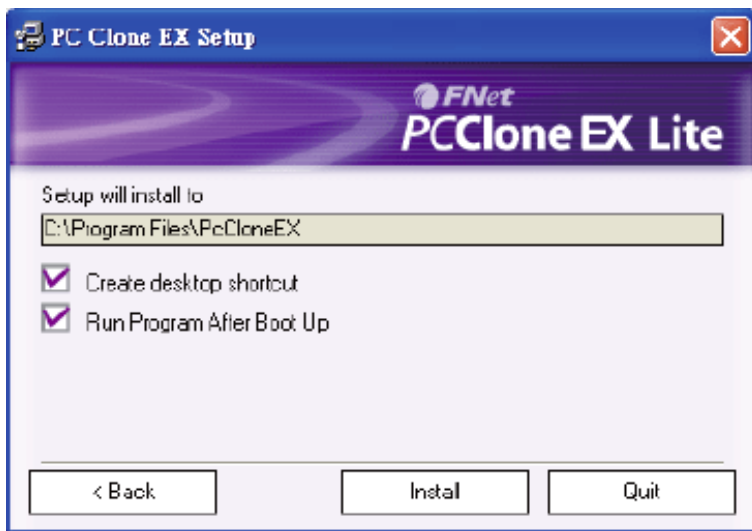 PC Clone EX Setup
FNet
PCClone EX Lite
Setup will install to
C:\Program Files\PcCloneEX
Create desktop shortcut
Run Program After Boot Up
< Back
Install
Quit